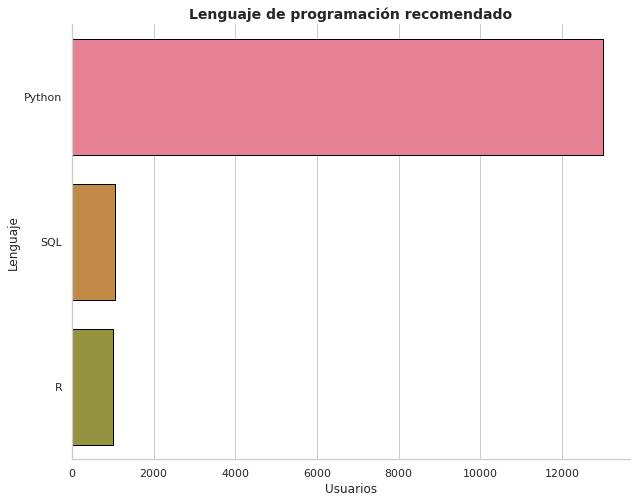 Lenguaje de programación recomendado
Lenguaje
Python
SQL
R
0 2000 4000 6000 8000 10000 12000
Usuarios